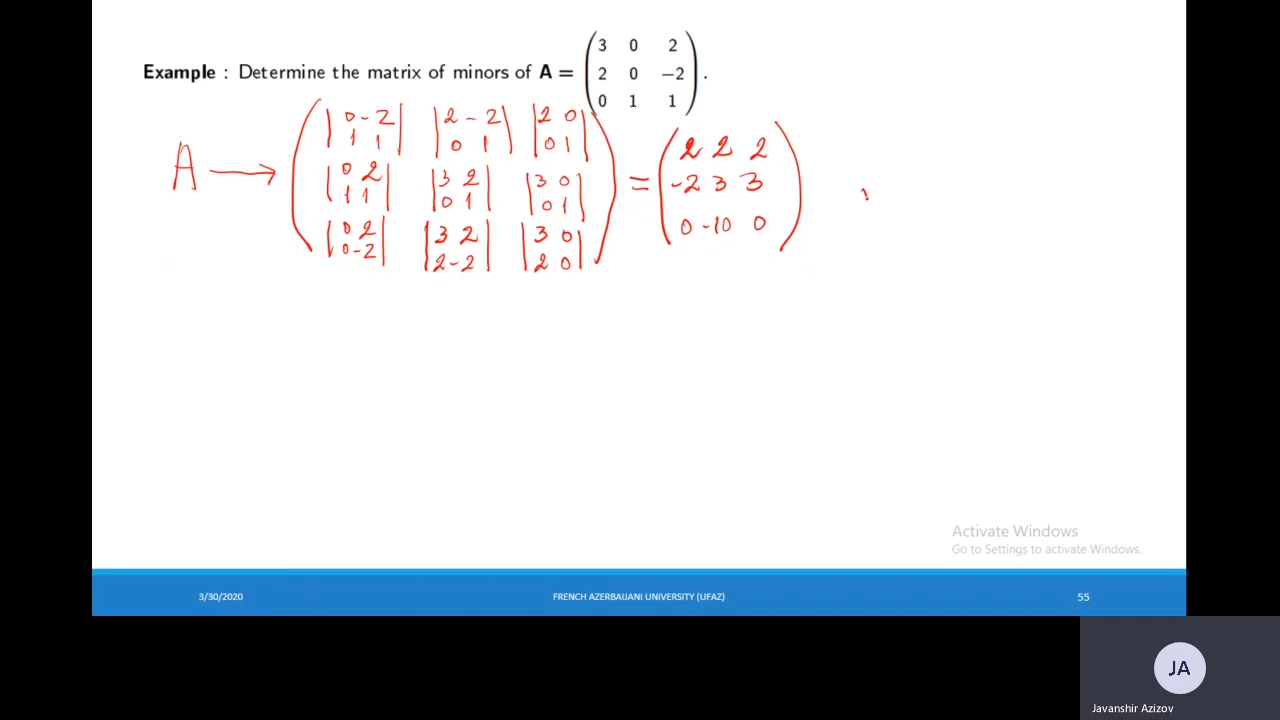 Example : Determine the matrix of minors of A = ( 3 0 2
2 0 −2
0 1 1 ) .
A → ( | 0 -2 | | 2 -2 | | 2 0 |
| 1 1 | | 0 1 | | 0 1 |
| 0 2 | | 3 2 | | 3 0 |
| 1 1 | | 0 1 | | 0 1 |
| 0 2 | | 3 2 | | 3 0 |
| 0 -2 | | 2 -2 | | 2 0 | ) = ( 2 2 2
-2 3 3
0 -10 0 )
Activate Windows
Go to Settings to activate Windows.
3/30/2020 FRENCH AZERBAIJANI UNIVERSITY (UFAZ) 55
JA
Javanshir Azizov